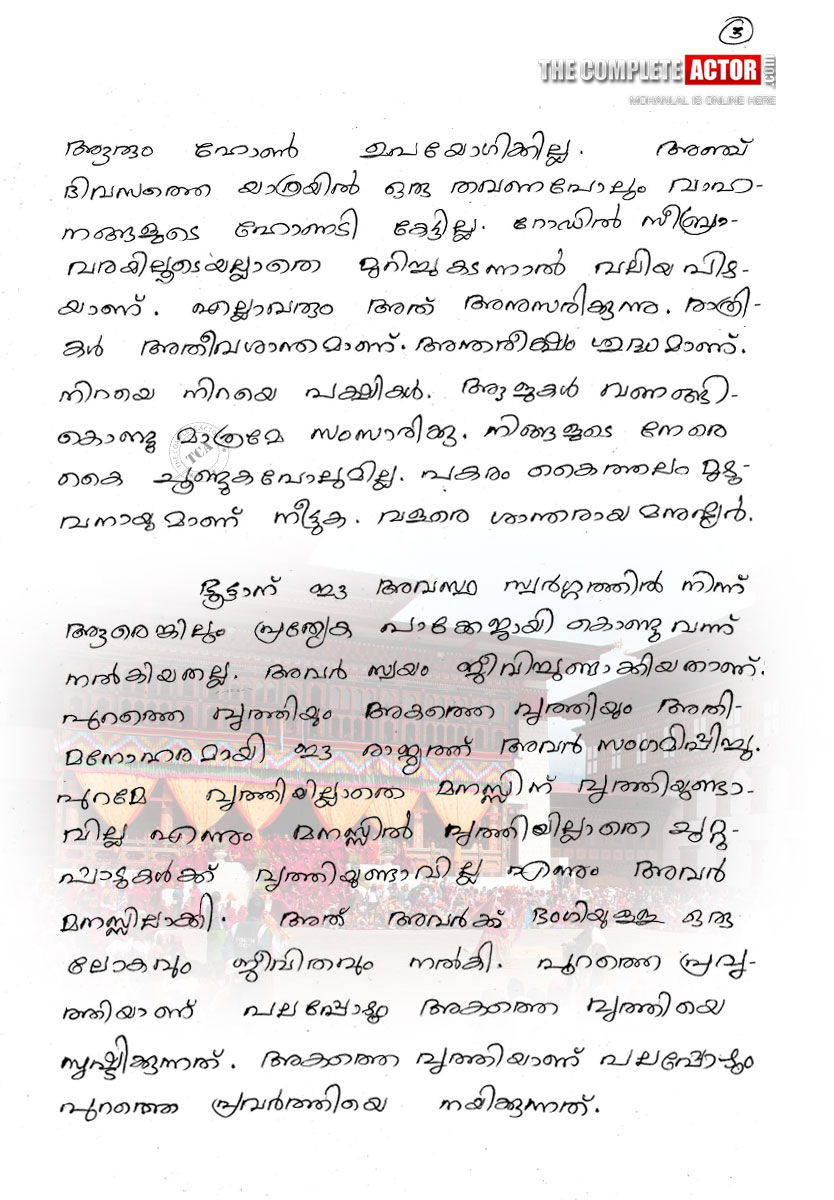 3
THE COMPLETE ACTOR .COM
MOHANLAL IS ONLINE HERE
ആരും ഹോൺ ഉപയോഗിക്കില്ല. അഞ്ച്
ദിവസത്തെ യാത്രയിൽ ഒരു തവണപോലും വാഹ-
നങ്ങളുടെ ഹോണടി കേട്ടില്ല. റോഡിൽ സീബ്രാ-
വരയിലൂടെയല്ലാതെ മുറിച്ചുകടന്നാൽ വലിയ പിഴ-
യാണ്. എല്ലാവരും അത് അനുസരിക്കുന്നു. രാത്രി-
കൾ അതീവശാന്തമാണ്. അന്തരീക്ഷം ശുദ്ധമാണ്.
നിറയെ നിറയെ പക്ഷികൾ. ആളുകൾ വണങ്ങി-
കൊണ്ടു മാത്രമേ സംസാരിക്കൂ. നിങ്ങളുടെ നേരെ
കൈ ചൂണ്ടുകപോലുമില്ല. പകരം കൈത്തലം മുഴു-
വനായുമാണ് നീട്ടുക. വളരെ ശാന്തരായ മനുഷ്യർ.
ഭൂട്ടാന് ഈ അവസ്ഥ സ്വർഗ്ഗത്തിൽ നിന്ന്
ആരെങ്കിലും പ്രത്യേക പാക്കേജായി കൊണ്ടുവന്ന്
നൽകിയതല്ല. അവർ സ്വയം ജീവിച്ചുണ്ടാക്കിയതാണ്.
പുറത്തെ വൃത്തിയും അകത്തെ വൃത്തിയും അതി-
മനോഹരമായി ഈ രാജ്യത്ത് അവർ സംഗമിപ്പിച്ചു.
പുറമേ വൃത്തിയില്ലാതെ മനസ്സിന് വൃത്തിയുണ്ടാ-
വില്ല എന്നും മനസ്സിൽ വൃത്തിയില്ലാതെ ചുറ്റു-
പാടുകൾക്ക് വൃത്തിയുണ്ടാവില്ല എന്നും അവർ
മനസ്സിലാക്കി. അത് അവർക്ക് ഭംഗിയുള്ള ഒരു
ലോകവും ജീവിതവും നൽകി. പുറത്തെ പ്രവൃ-
ത്തിയാണ് പലപ്പോഴും അകത്തെ വൃത്തിയെ
സൃഷ്ടിക്കുന്നത്. അകത്തെ വൃത്തിയാണ് പലപ്പോഴും
പുറത്തെ പ്രവർത്തിയെ നയിക്കുന്നത്.